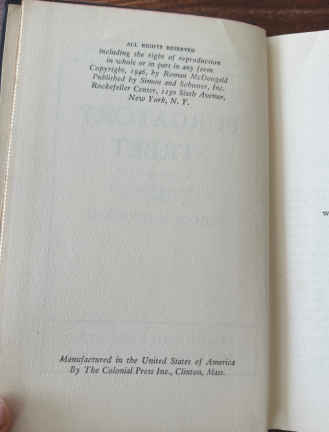 ALL RIGHTS RESERVED
including the right of reproduction
in whole or in part in any form
Copyright, 1946, by Roman McDougald
Published by Simon and Schuster, Inc.
Rockefeller Center, 1230 Sixth Avenue,
New York, N. Y.
Manufactured in the United States of America
By The Colonial Press Inc., Clinton, Mass.
W